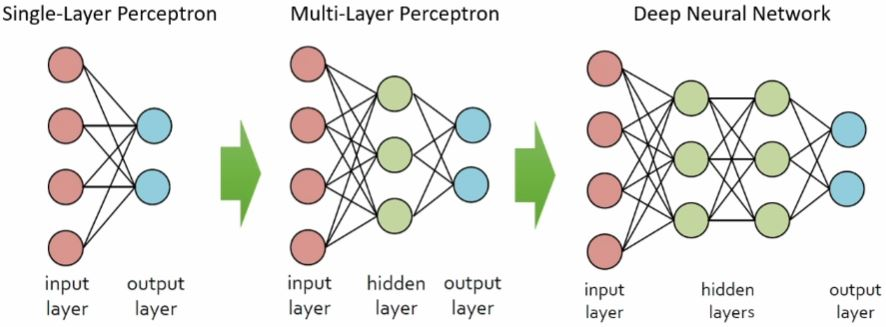 Single-Layer Perceptron
Multi-Layer Perceptron
Deep Neural Network
input
layer
output
layer
input
layer
hidden
layer
output
layer
input
layer
hidden
layers
output
layer